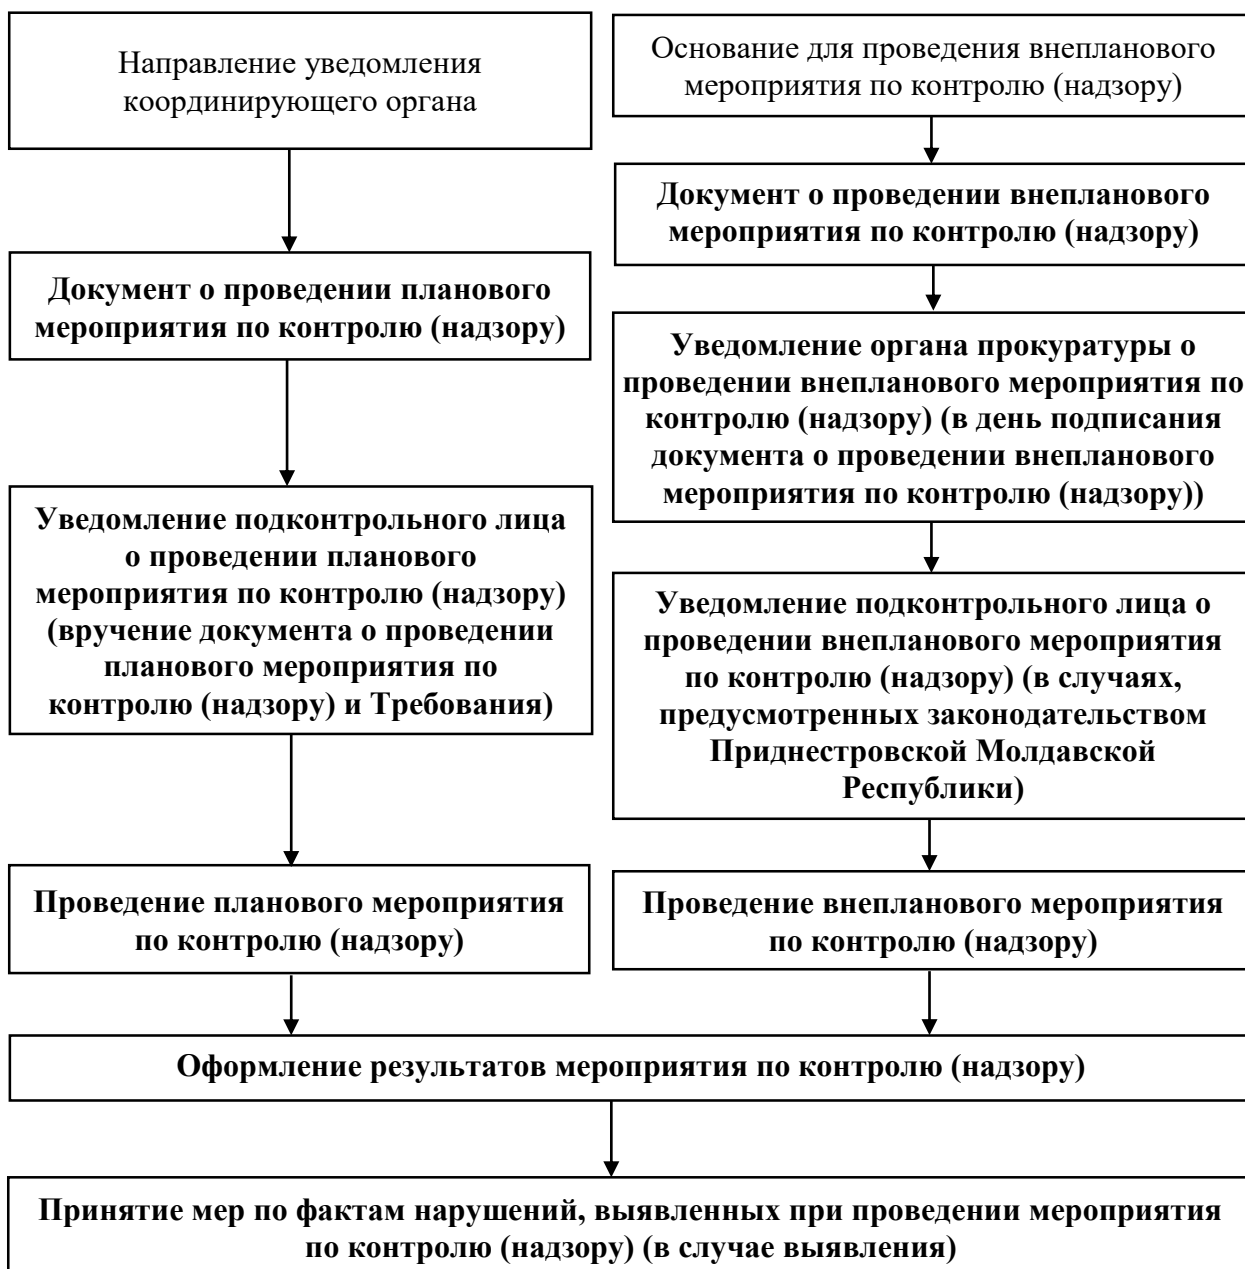 Направление уведомления
координирующего органа
Документ о проведении планового
мероприятия по контролю (надзору)
Уведомление подконтрольного лица
о проведении планового
мероприятия по контролю (надзору)
(вручение документа о проведении
планового мероприятия по
контролю (надзору) и Требования)
Проведение планового мероприятия
по контролю (надзору)
Основание для проведения внепланового
мероприятия по контролю (надзору)
Документ о проведении внепланового
мероприятия по контролю (надзору)
Уведомление органа прокуратуры о
проведении внепланового мероприятия по
контролю (надзору) (в день подписания
документа о проведении внепланового
мероприятия по контролю (надзору))
Уведомление подконтрольного лица о
проведении внепланового мероприятия
по контролю (надзору) (в случаях,
предусмотренных законодательством
Приднестровской Молдавской
Республики)
Проведение внепланового мероприятия
по контролю (надзору)
Оформление результатов мероприятия по контролю (надзору)
Принятие мер по фактам нарушений, выявленных при проведении мероприятия
по контролю (надзору) (в случае выявления)